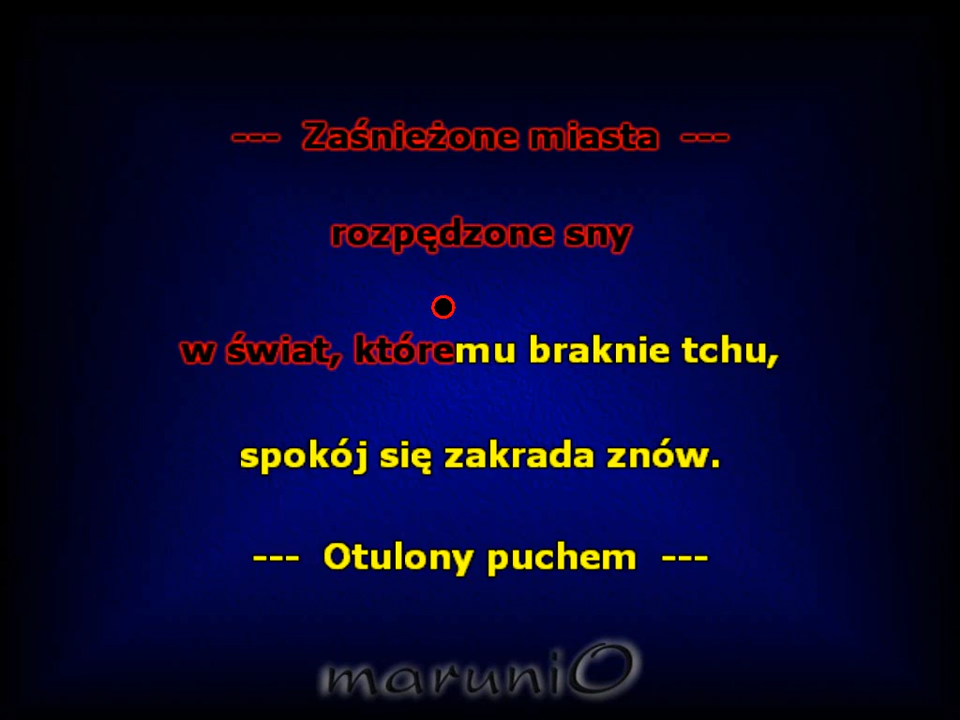 --- Zaśnieżone miasta ---
rozpędzone sny
w świat, któremu braknie tchu,
spokój się zakrada znów.
--- Otulony puchem ---
maruniO